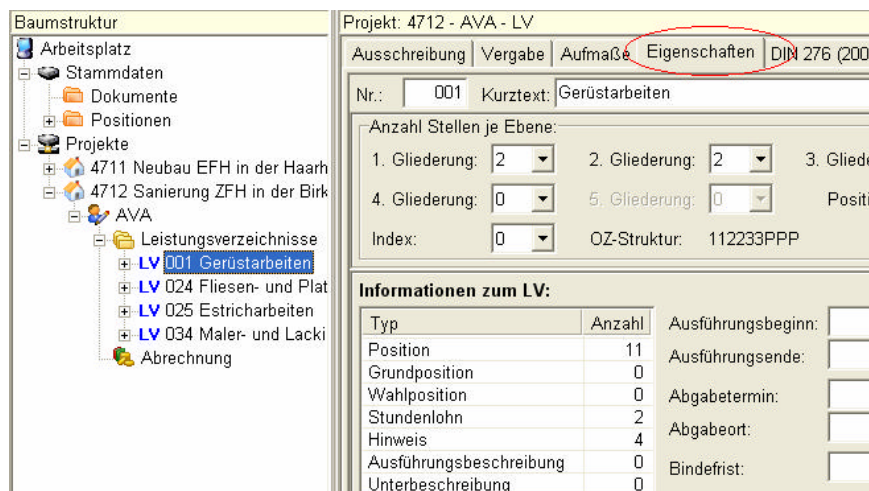 Baumstruktur
Arbeitsplatz
Stammdaten
Dokumente
Positionen
Projekte
4711 Neubau EFH in der Haarh
4712 Sanierung ZFH in der Birk
AVA
Leistungsverzeichnisse
LV 001 Gerüstarbeiten
LV 024 Fliesen- und Plat
LV 025 Estricharbeiten
LV 034 Maler- und Lacki
Abrechnung
Projekt: 4712 - AVA - LV
Ausschreibung Vergabe Aufmaße Eigenschaften DIN 276 (200
Nr.: 001 Kurztext: Gerüstarbeiten
Anzahl Stellen je Ebene:
1. Gliederung: 2 2. Gliederung: 2 3. Gliede
4. Gliederung: 0 5. Gliederung: 0 Positi
Index: 0 OZ-Struktur: 112233PPP
Informationen zum LV:
Typ Anzahl
Position 11
Grundposition 0
Wahlposition 0
Stundenlohn 2
Hinweis 4
Ausführungsbeschreibung 0
Unterbeschreibung 0
Ausführungsbeginn:
Ausführungsende:
Abgabetermin:
Abgabeort:
Bindefrist: